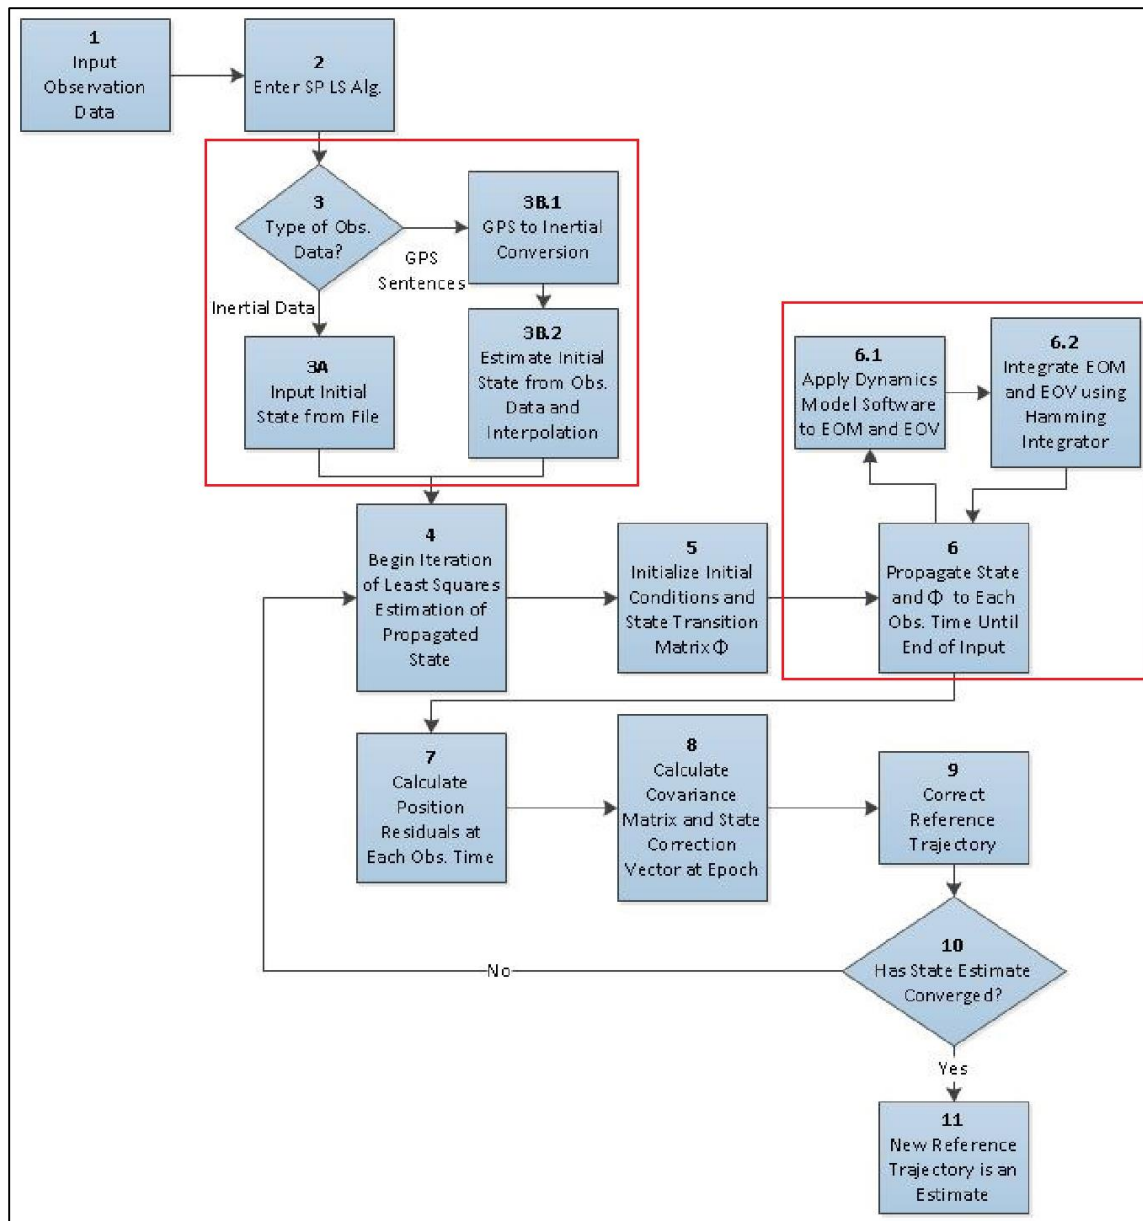 1
Input
Observation
Data
2
Enter SP LS Alg.
3
Type of Obs.
Data?
GPS
Sentences
Inertial Data
3B.1
GPS to Inertial
Conversion
3A
Input Initial
State from File
3B.2
Estimate Initial
State from Obs.
Data and
Interpolation
6.1
Apply Dynamics
Model Software
to EOM and EOV
6.2
Integrate EOM
and EOV using
Hamming
Integrator
4
Begin Iteration
of Least Squares
Estimation of
Propagated
State
5
Initialize Initial
Conditions and
State Transition
Matrix Φ
6
Propagate State
and Φ to Each
Obs. Time Until
End of Input
7
Calculate
Position
Residuals at
Each Obs. Time
8
Calculate
Covariance
Matrix and State
Correction
Vector at Epoch
9
Correct
Reference
Trajectory
10
Has State Estimate
Converged?
No
Yes
11
New Reference
Trajectory is an
Estimate